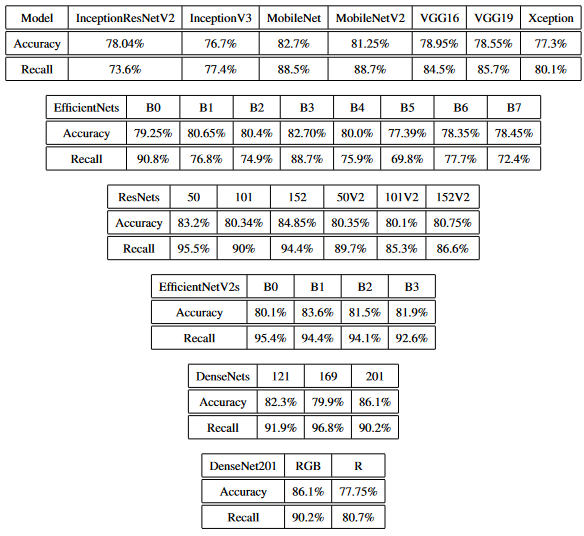 Model InceptionResNetV2 InceptionV3 MobileNet MobileNetV2 VGG16 VGG19 Xception
Accuracy 78.04% 76.7% 82.7% 81.25% 78.95% 78.55% 77.3%
Recall 73.6% 77.4% 88.5% 88.7% 84.5% 85.7% 80.1%
EfficientNets B0 B1 B2 B3 B4 B5 B6 B7
Accuracy 79.25% 80.65% 80.4% 82.70% 80.0% 77.39% 78.35% 78.45%
Recall 90.8% 76.8% 74.9% 88.7% 75.9% 69.8% 77.7% 72.4%
ResNets 50 101 152 50V2 101V2 152V2
Accuracy 83.2% 80.34% 84.85% 80.35% 80.1% 80.75%
Recall 95.5% 90% 94.4% 89.7% 85.3% 86.6%
EfficientNetV2s B0 B1 B2 B3
Accuracy 80.1% 83.6% 81.5% 81.9%
Recall 95.4% 94.4% 94.1% 92.6%
DenseNets 121 169 201
Accuracy 82.3% 79.9% 86.1%
Recall 91.9% 96.8% 90.2%
DenseNet201 RGB R
Accuracy 86.1% 77.75%
Recall 90.2% 80.7%